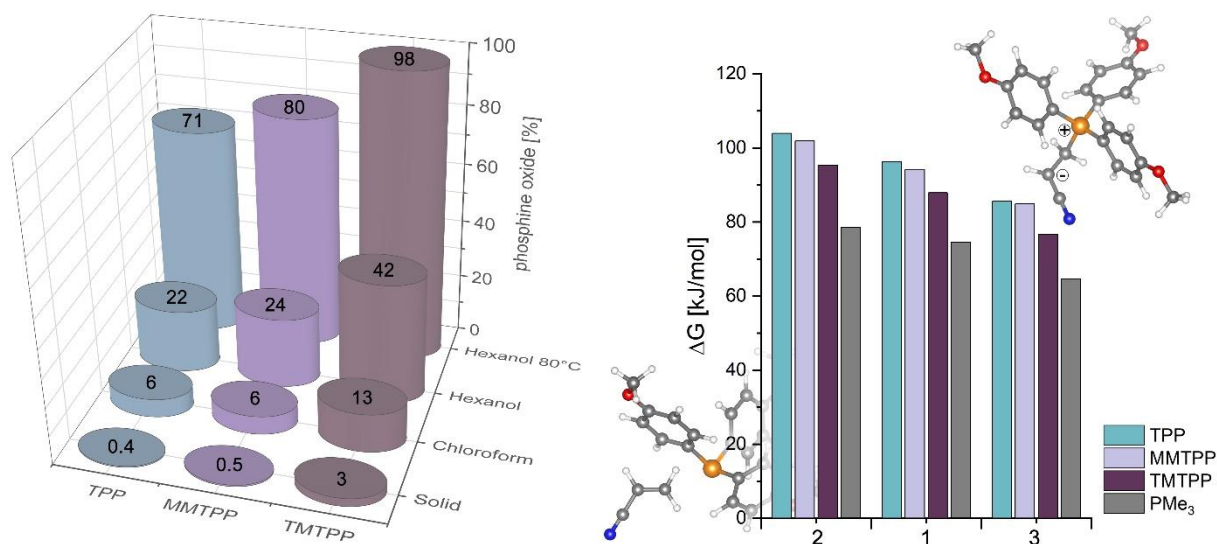 100
80
60
40
20
0
phosphine oxide [%]
71
80
98
22
24
42
6
6
13
0.4
0.5
3
Hexanol 80°C
Hexanol
Chloroform
Solid
TPP
MMTPP
TMTPP
ΔG [kJ/mol]
120
100
80
60
40
20
0
2
1
3
+
-
TPP
MMTPP
TMTPP
PMe₃